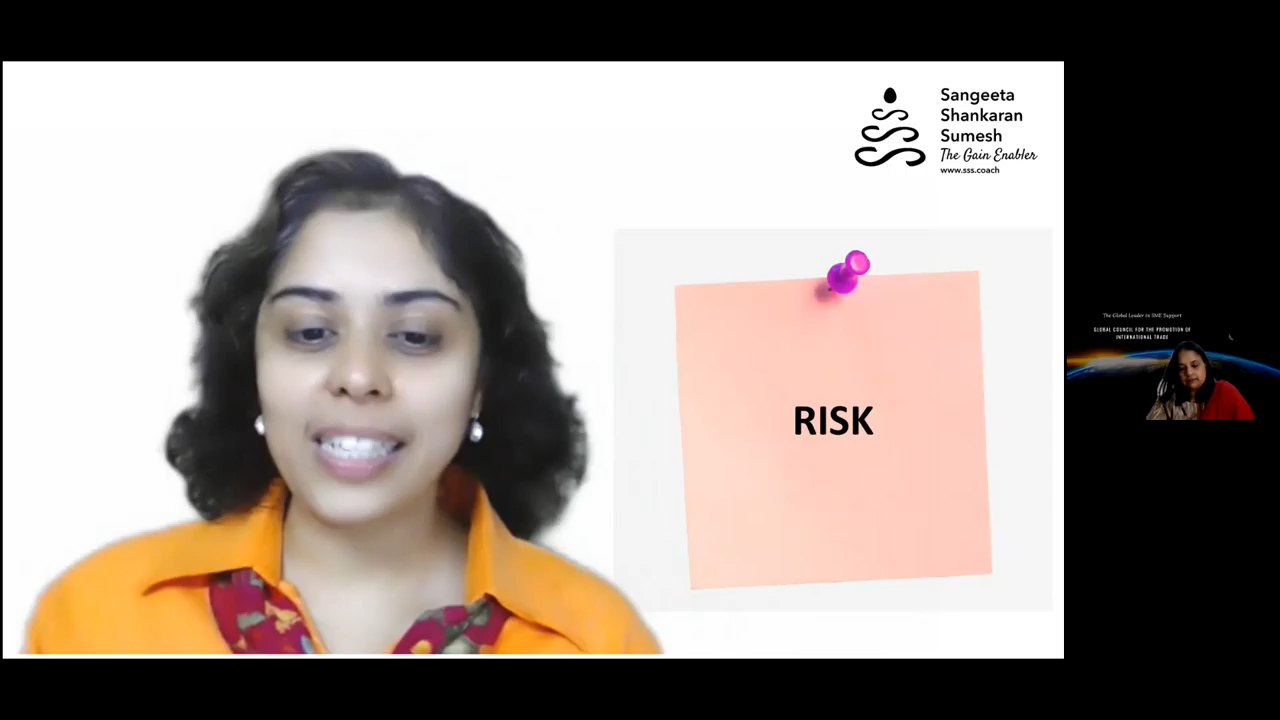 Sangeeta
Shankaran
Sumesh
The Gain Enabler
www.sss.coach
RISK
The Global Leader in SME Support
GLOBAL COUNCIL FOR THE PROMOTION OF
INTERNATIONAL TRADE